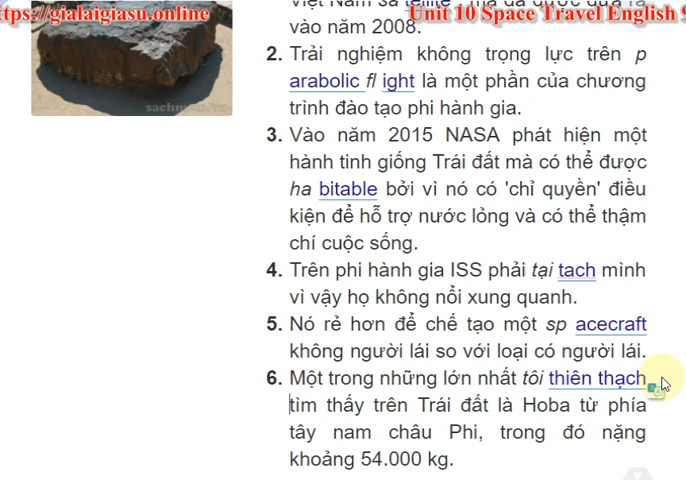 ttps://gialaigiasu.online
Unit 10 Space Travel English 9
vào năm 2008.
2. Trải nghiệm không trọng lực trên p
arabolic fl ight là một phần của chương
trình đào tạo phi hành gia.
3. Vào năm 2015 NASA phát hiện một
hành tinh giống Trái đất mà có thể được
ha bitable bởi vì nó có 'chỉ quyền' điều
kiện để hỗ trợ nước lỏng và có thể thậm
chí cuộc sống.
4. Trên phi hành gia ISS phải tại tach mình
vì vậy họ không nổi xung quanh.
5. Nó rẻ hơn để chế tạo một sp acecraft
không người lái so với loại có người lái.
6. Một trong những lớn nhất tôi thiên thạch
tìm thấy trên Trái đất là Hoba từ phía
tây nam châu Phi, trong đó nặng
khoảng 54.000 kg.